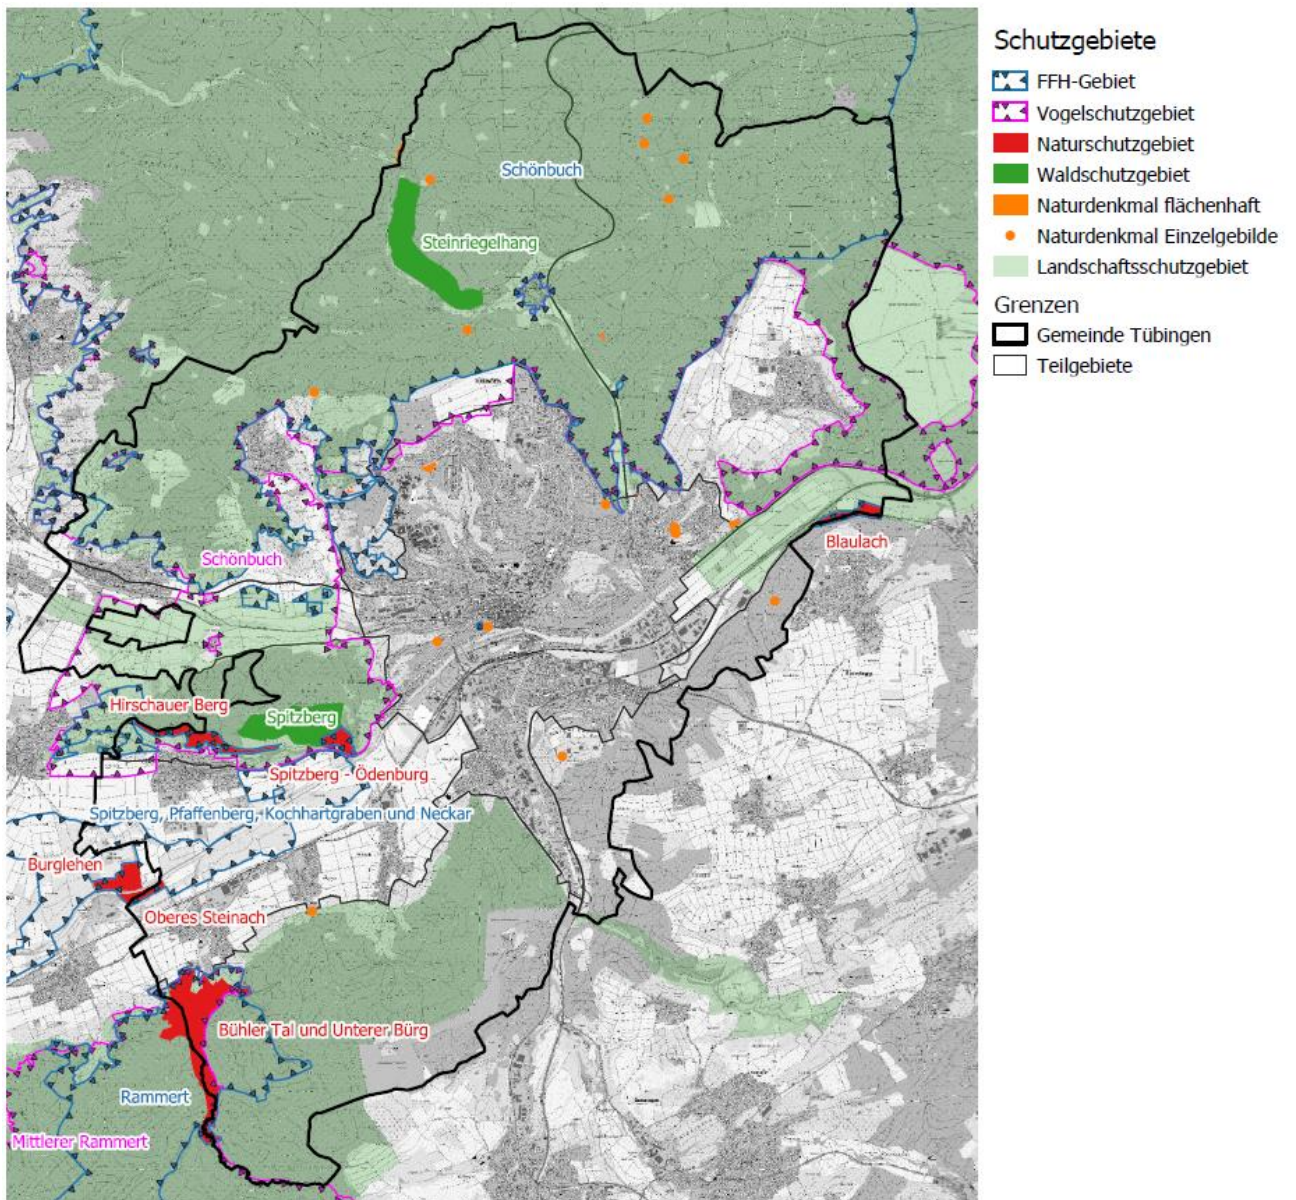 Schutzgebiete
FFH-Gebiet
Vogelschutzgebiet
Naturschutzgebiet
Waldschutzgebiet
Naturdenkmal flächenhaft
Naturdenkmal Einzelgebilde
Landschaftsschutzgebiet
Grenzen
Gemeinde Tübingen
Teilgebiete
Schönbuch
Steinriegelhang
Blaulach
Schönbuch
Hirschauer Berg
Spitzberg
Spitzberg - Ödenburg
Spitzberg, Pfaffenberg, Kochhartgraben und Neckar
Burglehen
Oberes Steinach
Bühler Tal und Unterer Bürg
Rammert
Mittlerer Rammert